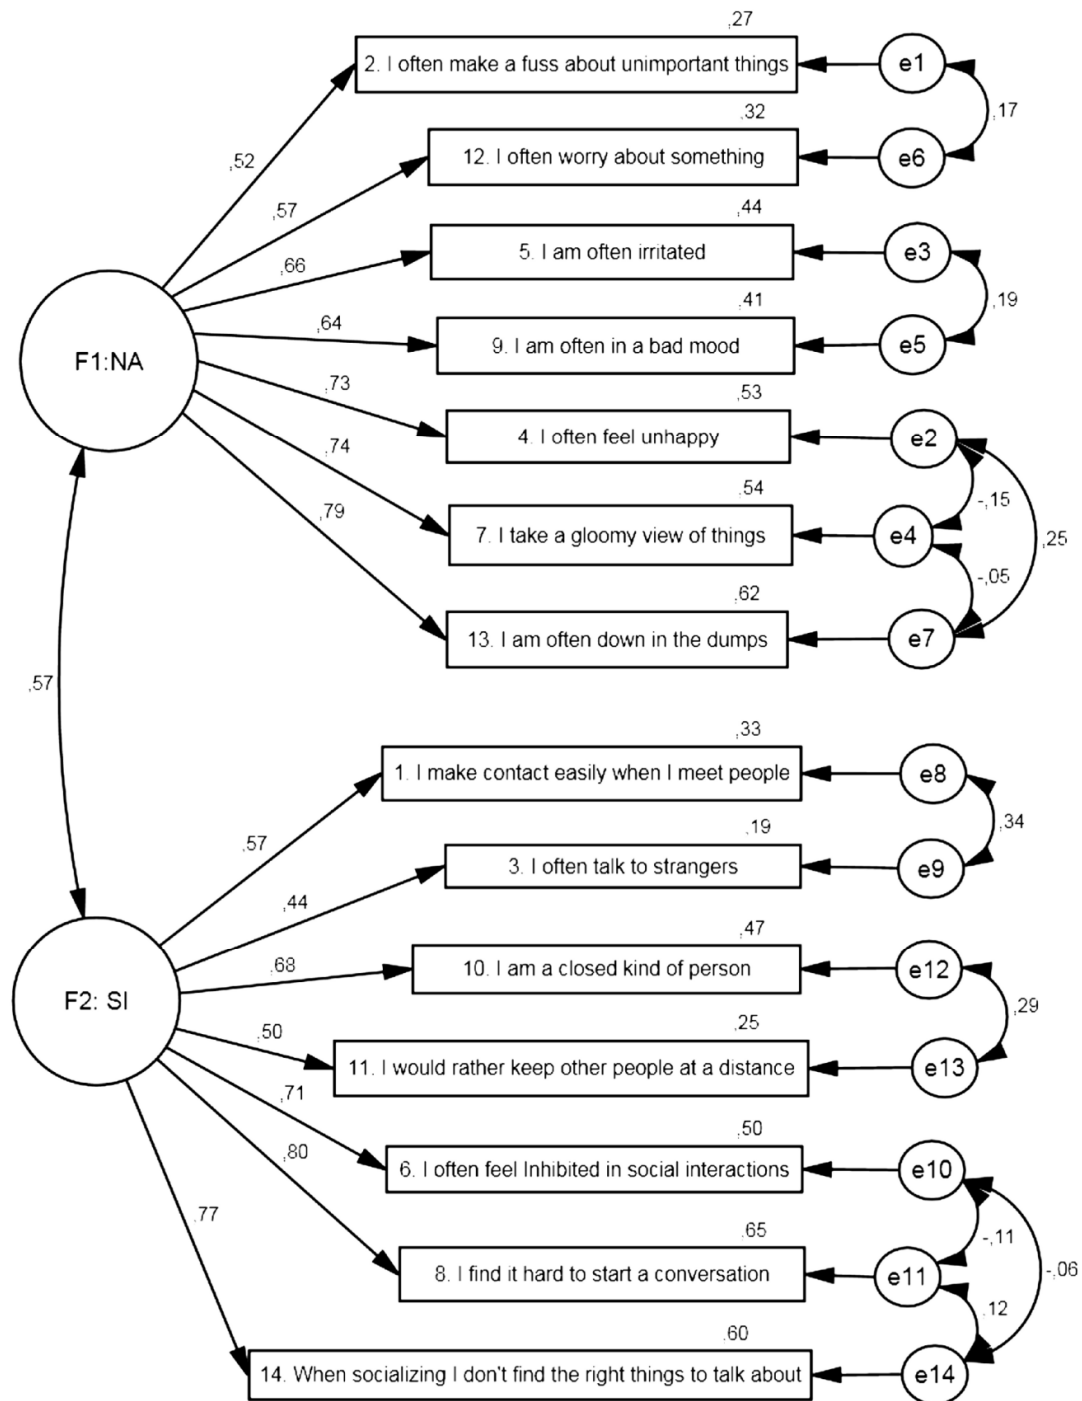 ,27
2. I often make a fuss about unimportant things
e1
,17
,32
12. I often worry about something
e6
,52
,57
,44
5. I am often irritated
e3
,66
,19
,41
9. I am often in a bad mood
e5
,64
F1:NA
,73
,53
4. I often feel unhappy
e2
,74
-,15
,54
7. I take a gloomy view of things
e4
,25
,79
-,05
,62
13. I am often down in the dumps
e7
,57
,33
1. I make contact easily when I meet people
e8
,57
,34
,19
3. I often talk to strangers
e9
,44
,47
10. I am a closed kind of person
e12
,68
F2: SI
,29
,50
,25
11. I would rather keep other people at a distance
e13
,71
,50
6. I often feel Inhibited in social interactions
e10
,80
,77
-,11
,65
8. I find it hard to start a conversation
e11
-,06
,12
,60
14. When socializing I don't find the right things to talk about
e14